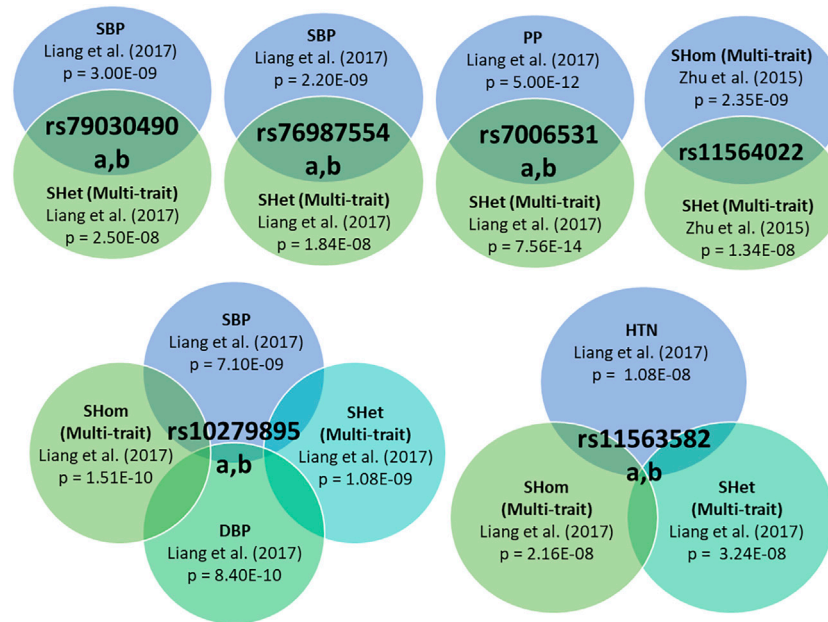 SBP
Liang et al. (2017)
p = 3.00E-09
rs79030490
a,b
SHet (Multi-trait)
Liang et al. (2017)
p = 2.50E-08
SBP
Liang et al. (2017)
p = 2.20E-09
rs76987554
a,b
SHet (Multi-trait)
Liang et al. (2017)
p = 1.84E-08
PP
Liang et al. (2017)
p = 5.00E-12
rs7006531
a,b
SHet (Multi-trait)
Liang et al. (2017)
p = 7.56E-14
SHom (Multi-trait)
Zhu et al. (2015)
p = 2.35E-09
rs11564022
SHet (Multi-trait)
Zhu et al. (2015)
p = 1.34E-08
SBP
Liang et al. (2017)
p = 7.10E-09
SHom
(Multi-trait)
Liang et al. (2017)
p = 1.51E-10
rs10279895
a,b
SHet
(Multi-trait)
Liang et al. (2017)
p = 1.08E-09
DBP
Liang et al. (2017)
p = 8.40E-10
HTN
Liang et al. (2017)
p =  1.08E-08
rs11563582
a,b
SHom
(Multi-trait)
Liang et al. (2017)
p = 2.16E-08
SHet
(Multi-trait)
Liang et al. (2017)
p = 3.24E-08